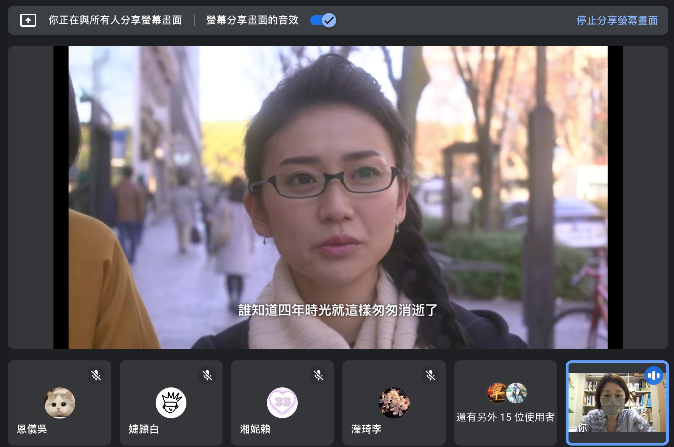 你正在與所有人分享螢幕畫面
螢幕分享畫面的音效
停止分享螢幕畫面
誰知道四年時光就這樣匆匆消逝了
恩儀吳
婕穎白
湘妮賴
33
瀅琦李
還有另外 15 位使用者
你